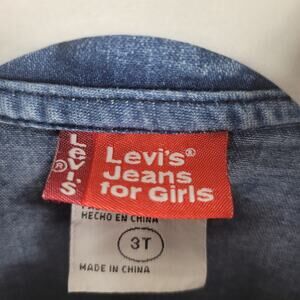 LEVI'S®
Levi's®
Jeans
for Girls
HECHO EN CHINA
3T
MADE IN CHINA